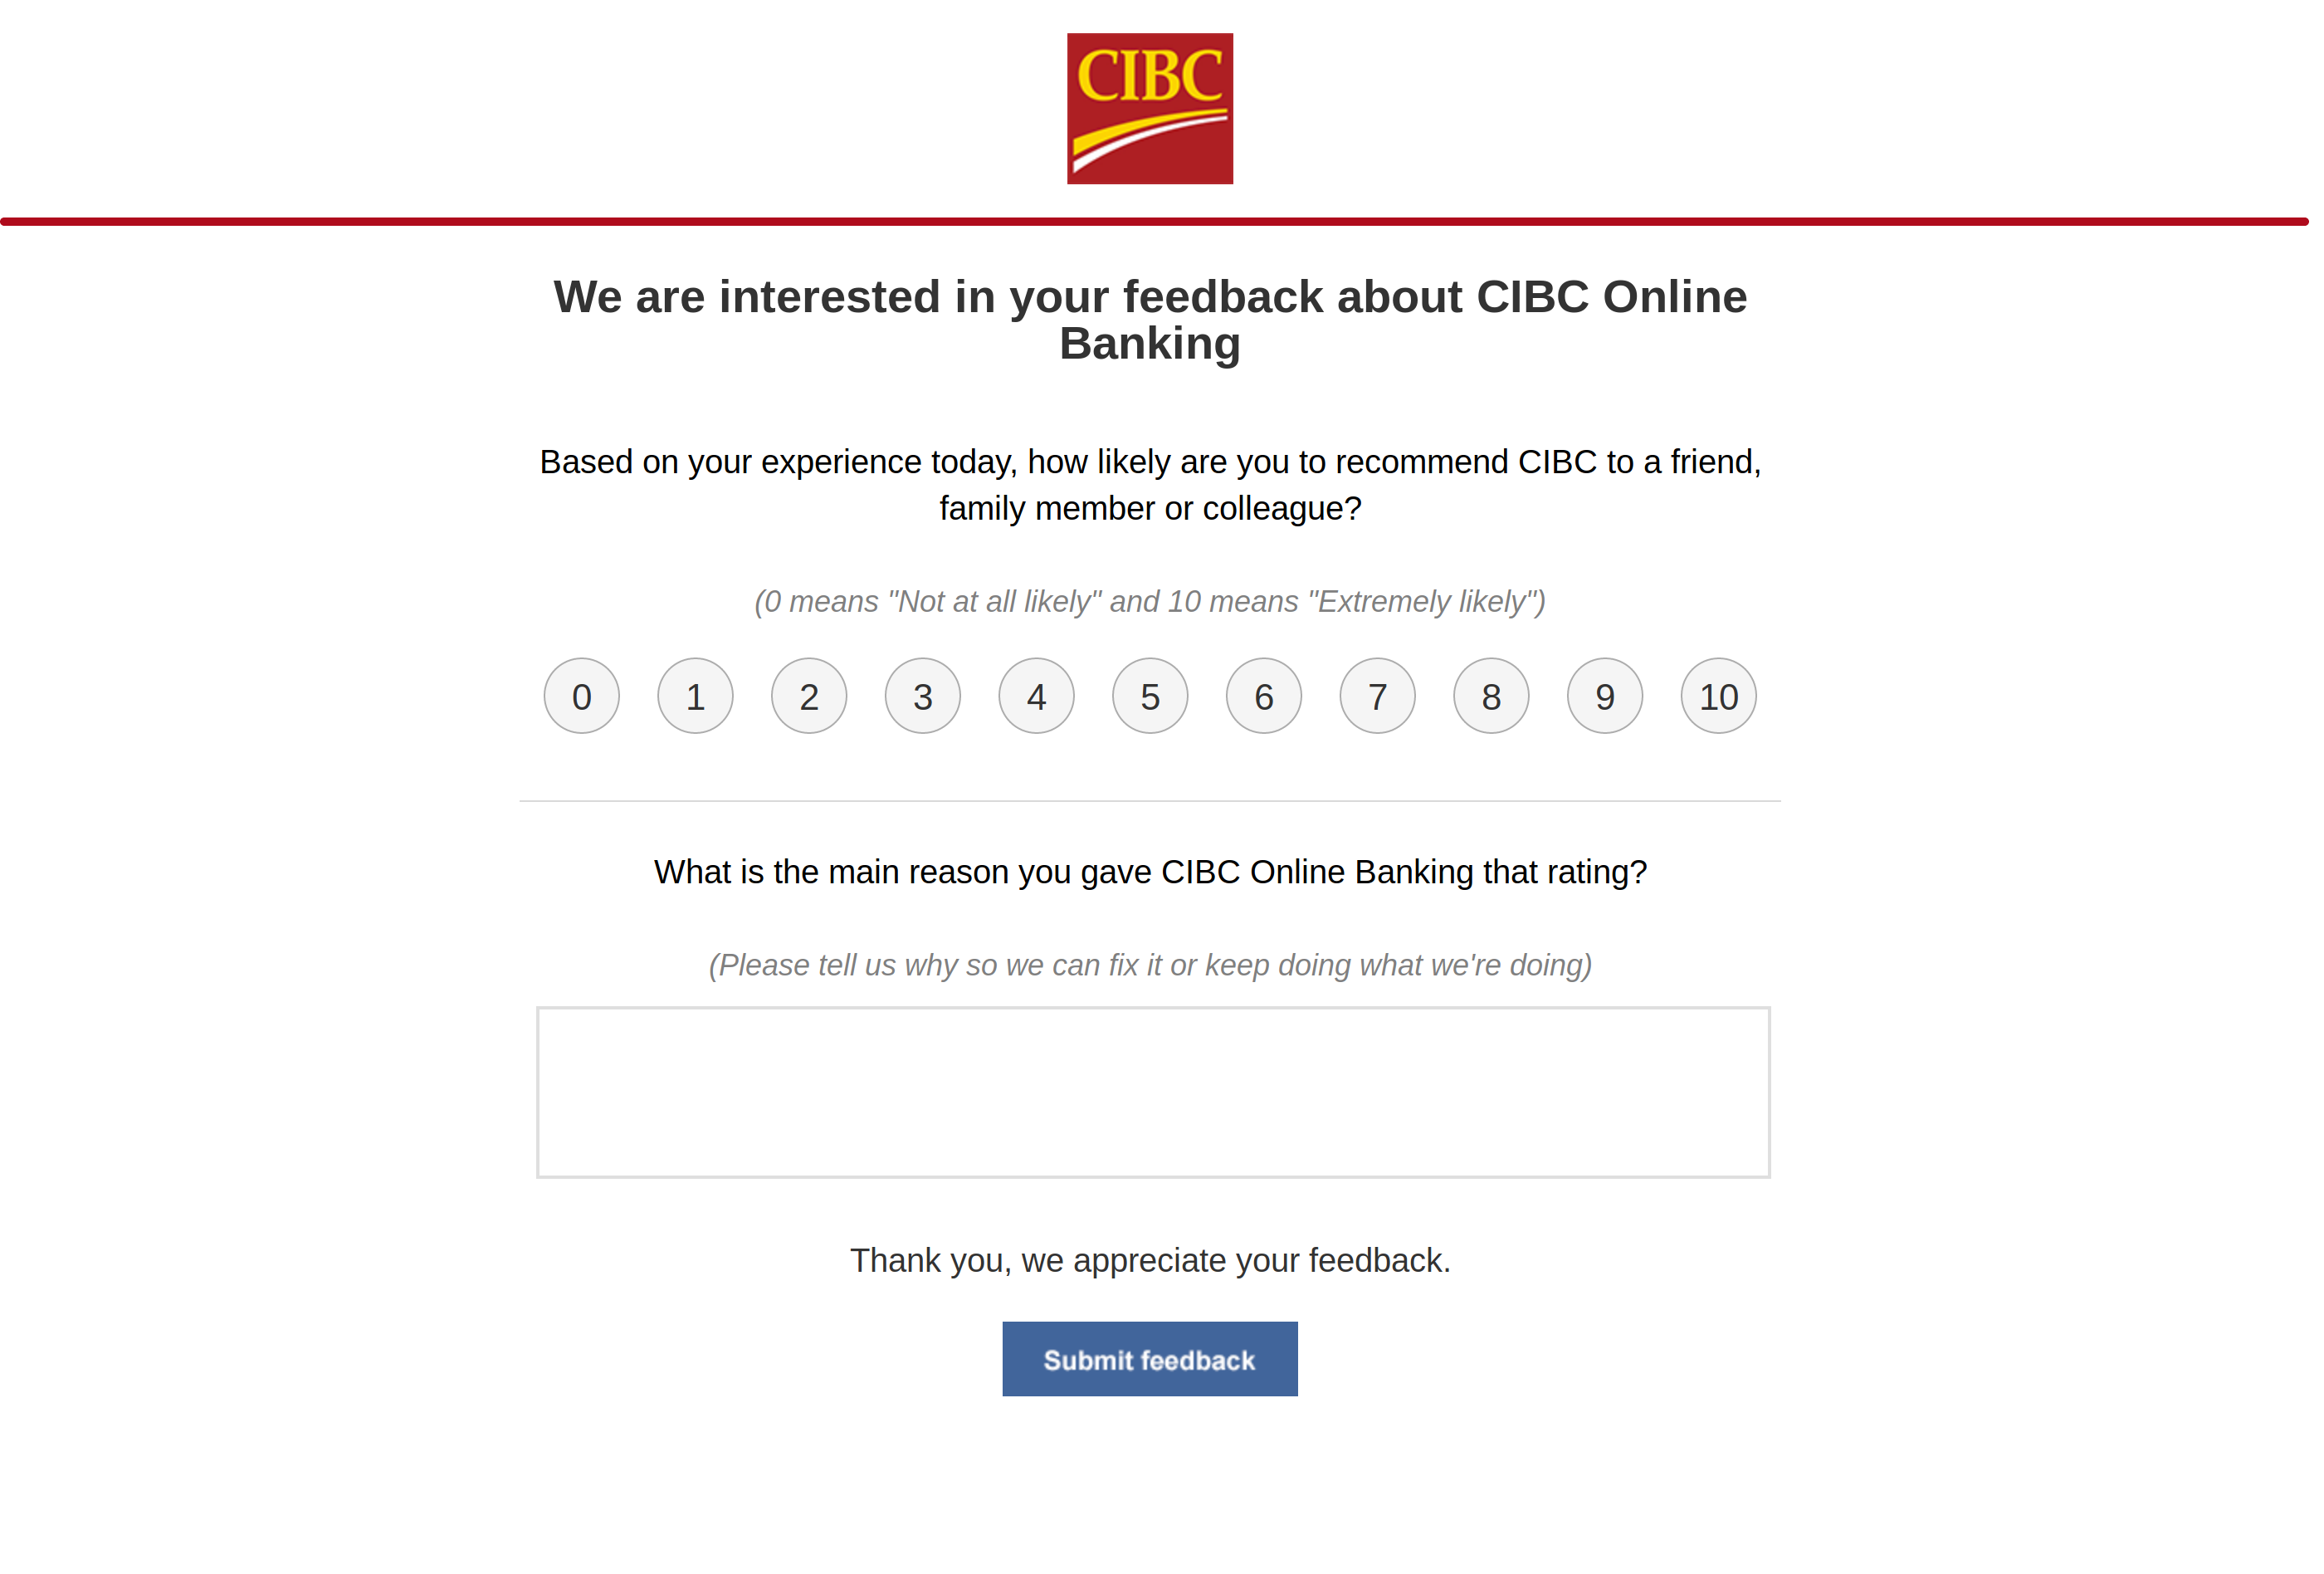 CIBC
We are interested in your feedback about CIBC Online
Banking
Based on your experience today, how likely are you to recommend CIBC to a friend,
family member or colleague?
(0 means "Not at all likely" and 10 means "Extremely likely")
0 1 2 3 4 5 6 7 8 9 10
What is the main reason you gave CIBC Online Banking that rating?
(Please tell us why so we can fix it or keep doing what we're doing)
Thank you, we appreciate your feedback.
Submit feedback